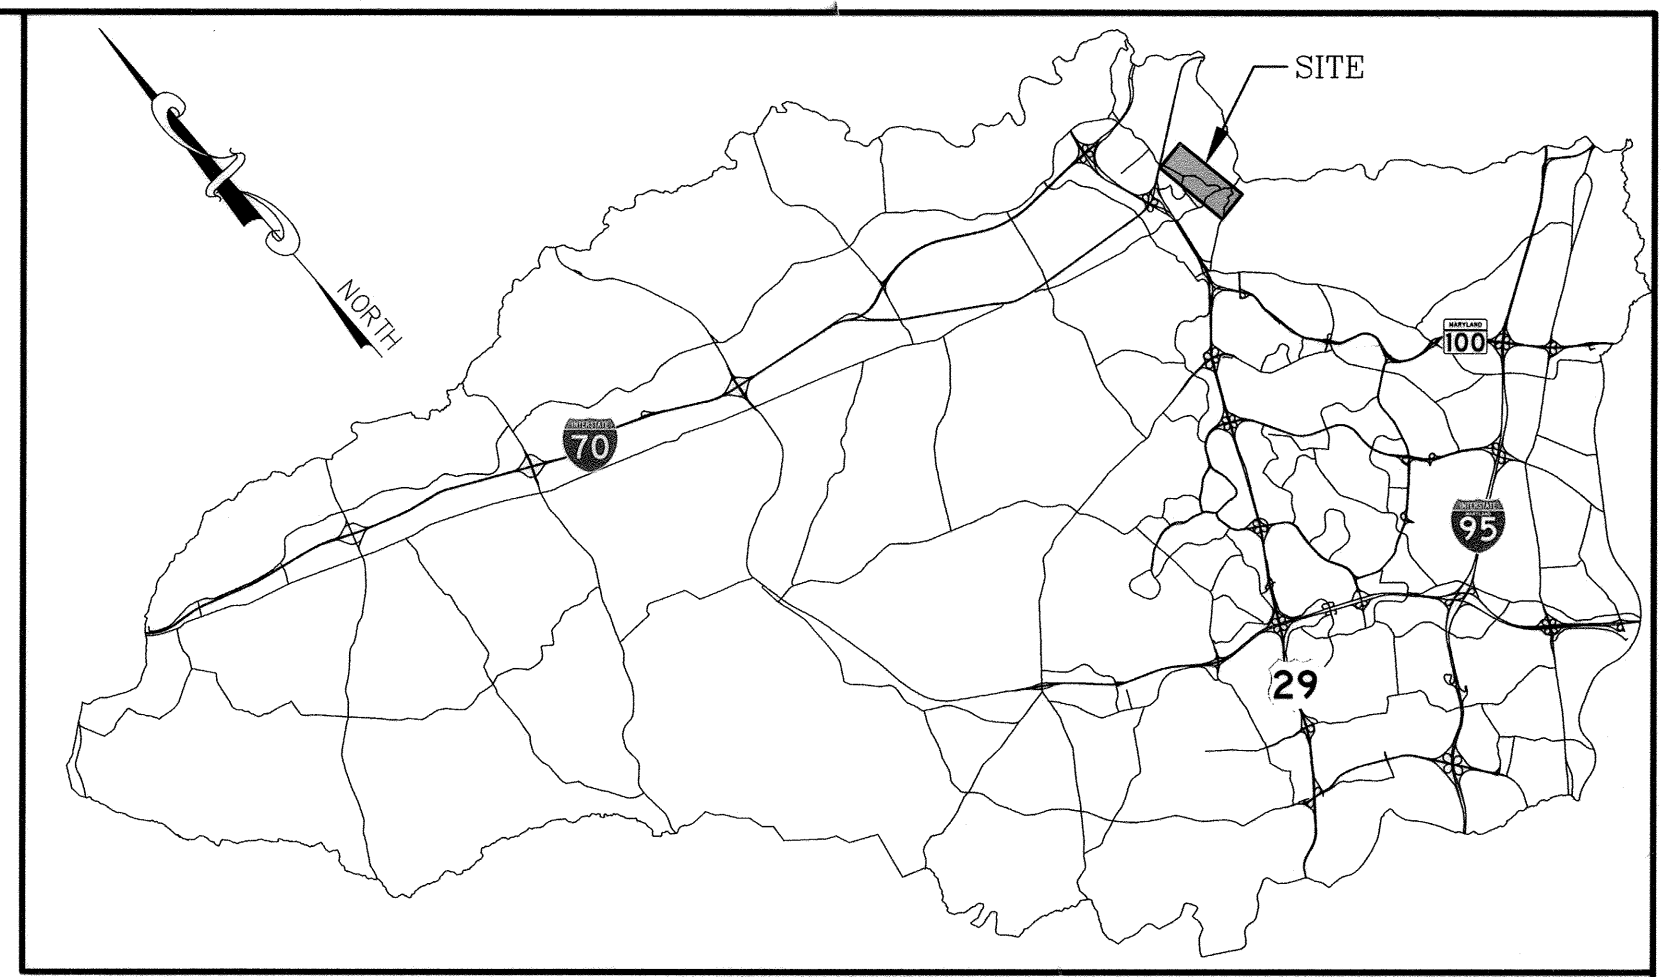 SITE
NORTH
MARYLAND
100
INTERSTATE
70
INTERSTATE
MARYLAND
95
29